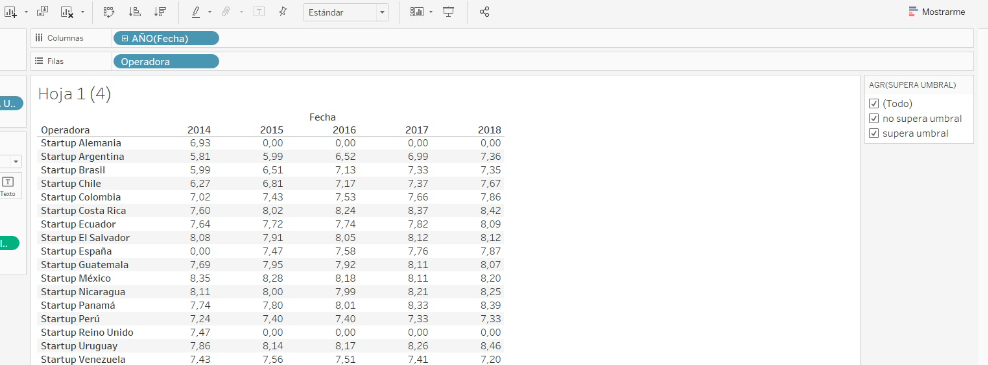 Estándar
Mostrarme
Columnas AÑO(Fecha)
Filas Operadora
Hoja 1 (4)
AGR(SUPERA UMBRAL)
(Todo)
no supera umbral
supera umbral
U..
Texto
Fecha
Operadora 2014 2015 2016 2017 2018
Startup Alemania 6,93 0,00 0,00 0,00 0,00
Startup Argentina 5,81 5,99 6,52 6,99 7,36
Startup Brasil 5,99 6,51 7,13 7,33 7,35
Startup Chile 6,27 6,81 7,17 7,37 7,67
Startup Colombia 7,02 7,43 7,53 7,66 7,86
Startup Costa Rica 7,60 8,02 8,24 8,37 8,42
Startup Ecuador 7,64 7,72 7,74 7,82 8,09
Startup El Salvador 8,08 7,91 8,05 8,12 8,12
Startup España 0,00 7,47 7,58 7,76 7,87
Startup Guatemala 7,69 7,95 7,92 8,11 8,07
Startup México 8,35 8,28 8,18 8,11 8,20
Startup Nicaragua 8,11 8,00 7,99 8,21 8,25
Startup Panamá 7,74 7,80 8,01 8,33 8,39
Startup Perú 7,24 7,40 7,40 7,33 7,33
Startup Reino Unido 7,47 0,00 0,00 0,00 0,00
Startup Uruguay 7,86 8,14 8,17 8,26 8,46
Startup Venezuela 7,43 7,56 7,51 7,41 7,20